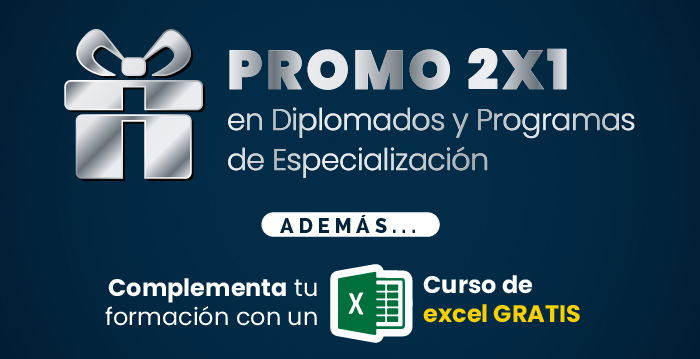 PROMO 2X1
en Diplomados y Programas
de Especialización
ADEMÁS...
Complementa tu
formación con un
X
Curso de
excel GRATIS